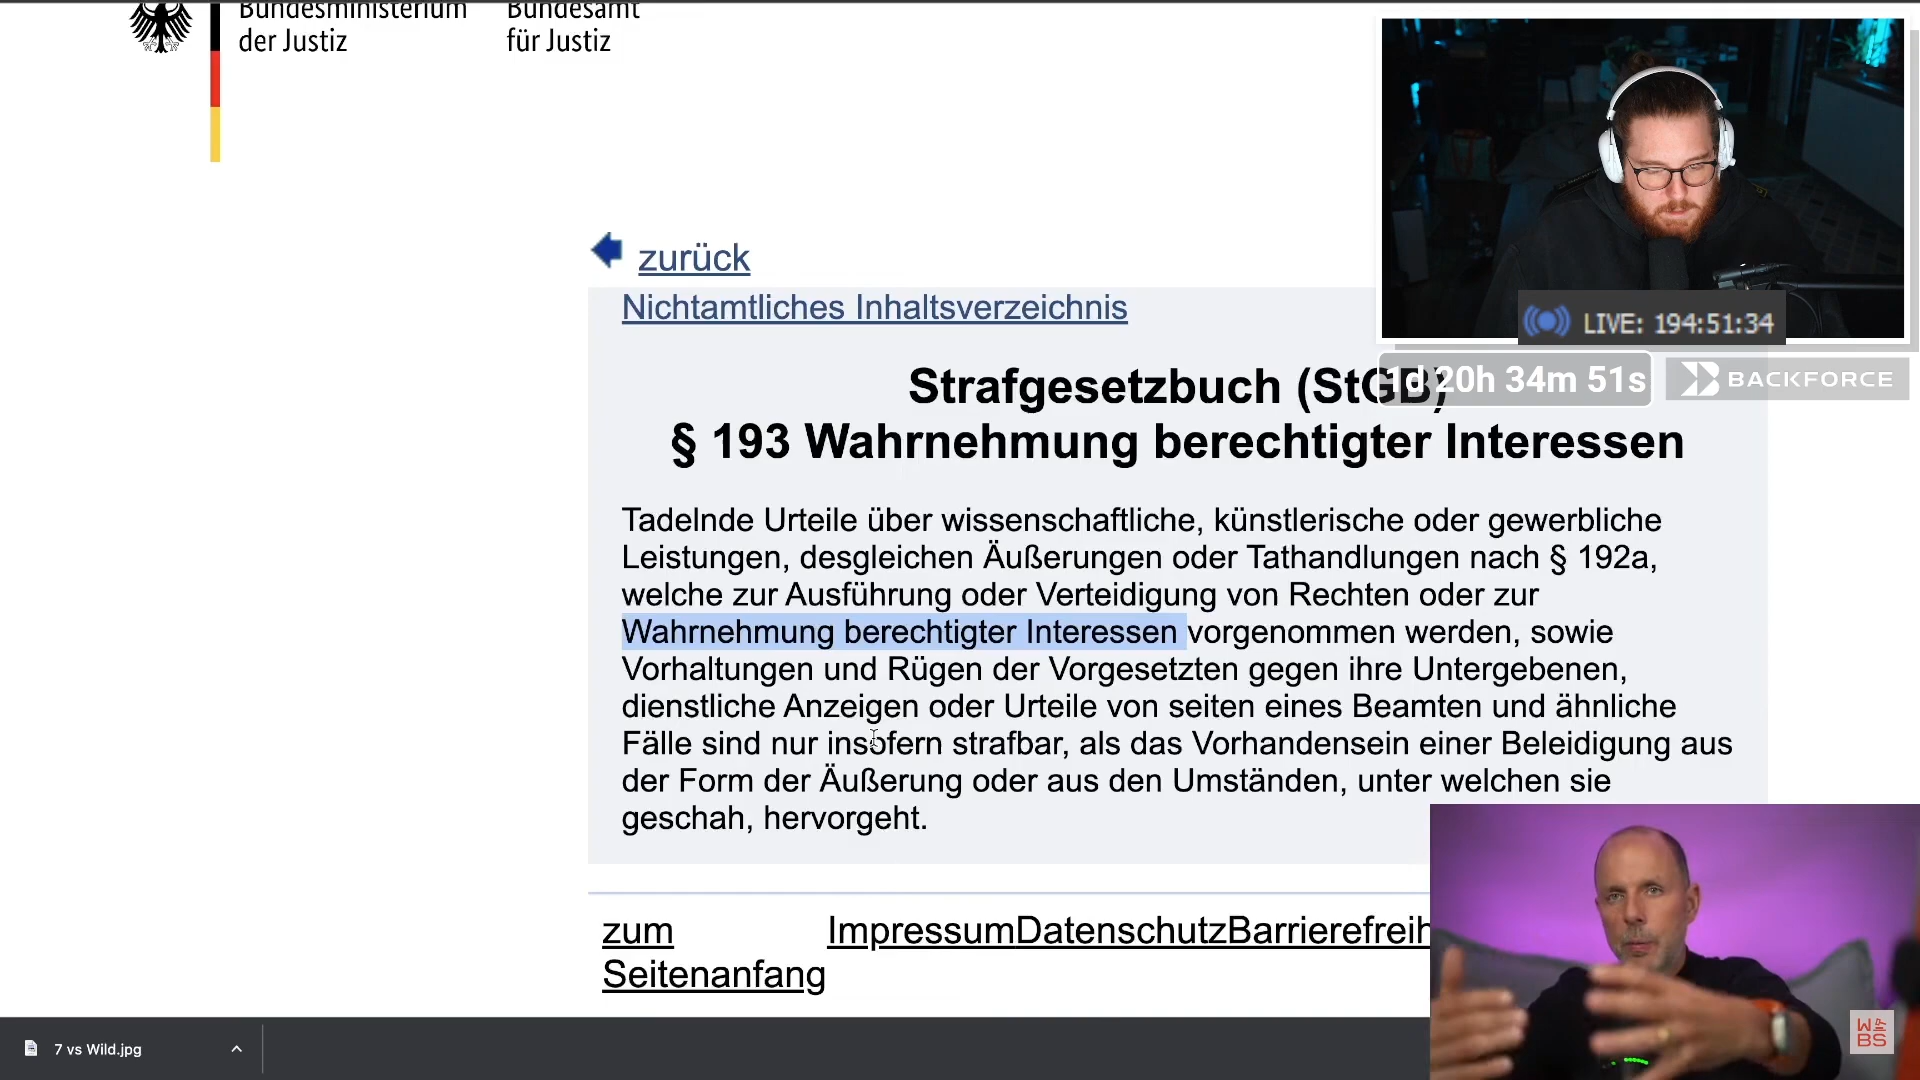 Bundesministerium
der Justiz
Bundesamt
für Justiz
zurück
Nichtamtliches Inhaltsverzeichnis
LIVE: 194:51:34
1d 20h 34m 51s
BACKFORCE
Strafgesetzbuch (StGB)
§ 193 Wahrnehmung berechtigter Interessen
Tadelnde Urteile über wissenschaftliche, künstlerische oder gewerbliche
Leistungen, desgleichen Äußerungen oder Tathandlungen nach § 192a,
welche zur Ausführung oder Verteidigung von Rechten oder zur
Wahrnehmung berechtigter Interessen vorgenommen werden, sowie
Vorhaltungen und Rügen der Vorgesetzten gegen ihre Untergebenen,
dienstliche Anzeigen oder Urteile von seiten eines Beamten und ähnliche
Fälle sind nur insofern strafbar, als das Vorhandensein einer Beleidigung aus
der Form der Äußerung oder aus den Umständen, unter welchen sie
geschah, hervorgeht.
zum
Seitenanfang
Impressum
Datenschutz
Barrierefreih
7 vs Wild.jpg
WBS